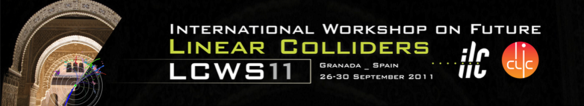 International Workshop on Future
Linear Colliders
LCWS11
Granada _ Spain
26-30 September 2011
ilc
clic